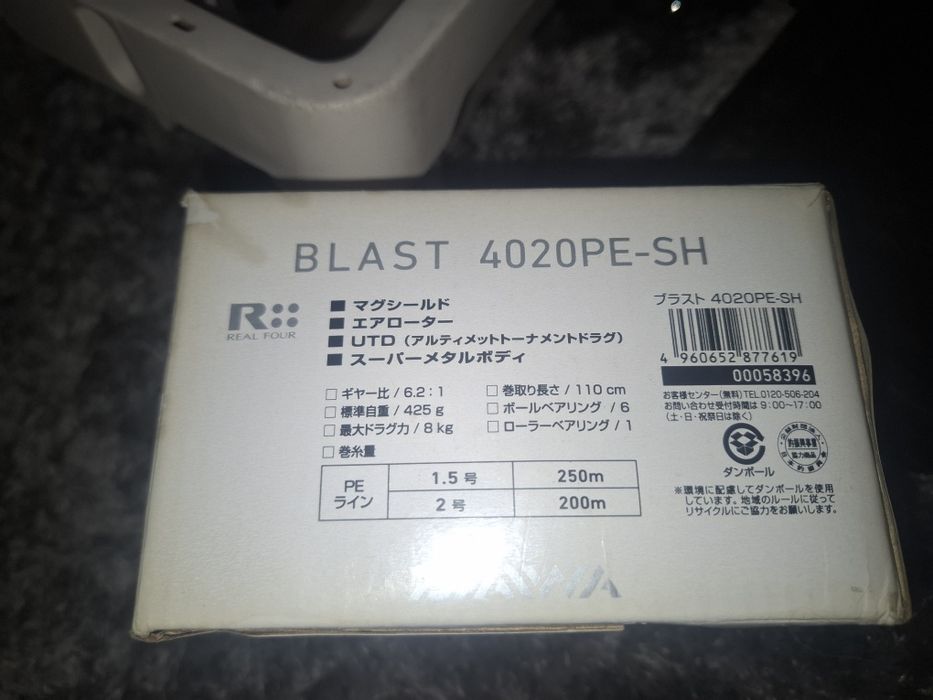 BLAST 4020PE-SH
R
REAL FOUR
■ マグシールド
■ エアローター
■ UTD（アルティメットトーナメントドラグ）
■ スーパーメタルボディ
□ ギヤー比 / 6.2：1
□ 標準自重 / 425 g
□ 最大ドラグ力 / 8 kg
□ 巻取り長さ / 110 cm
□ ボールベアリング / 6
□ ローラーベアリング / 1
□ 巻糸量
PE
ライン
1.5 号 250m
2 号 200m
ブラスト 4020PE-SH
4 960652 877619
00058396
お客様センター（無料）TEL.0120-506-204
お問い合わせ受付時間は 9：00〜17：00
（土・日・祝祭日は除く）
ダンボール
協力商品
※環境に配慮してダンボールを使用
しています。地域のルールに従って
リサイクルにご協力をお願いします。
DAIWA